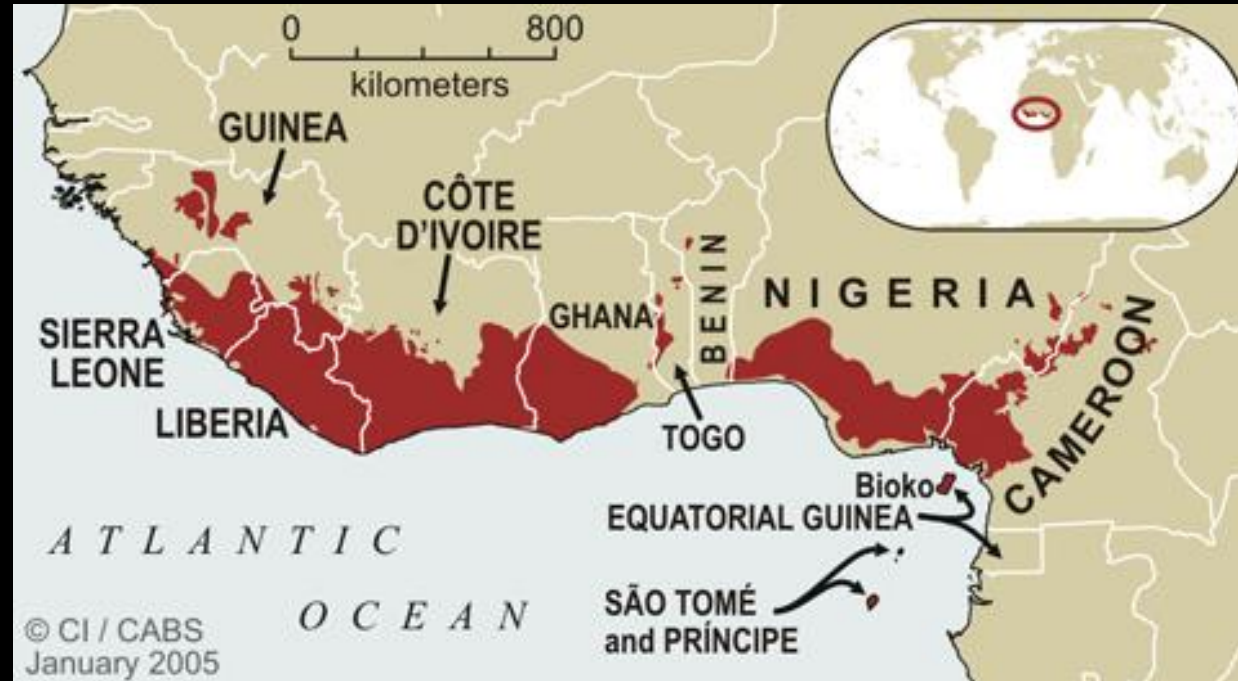 0 800
kilometers
GUINEA
CÔTE
D'IVOIRE
SIERRA
LEONE
LIBERIA
GHANA
TOGO
BENIN
NIGERIA
CAMEROON
Bioko
EQUATORIAL GUINEA
SÃO TOMÉ
and PRÍNCIPE
ATLANTIC
OCEAN
© CI / CABS
January 2005